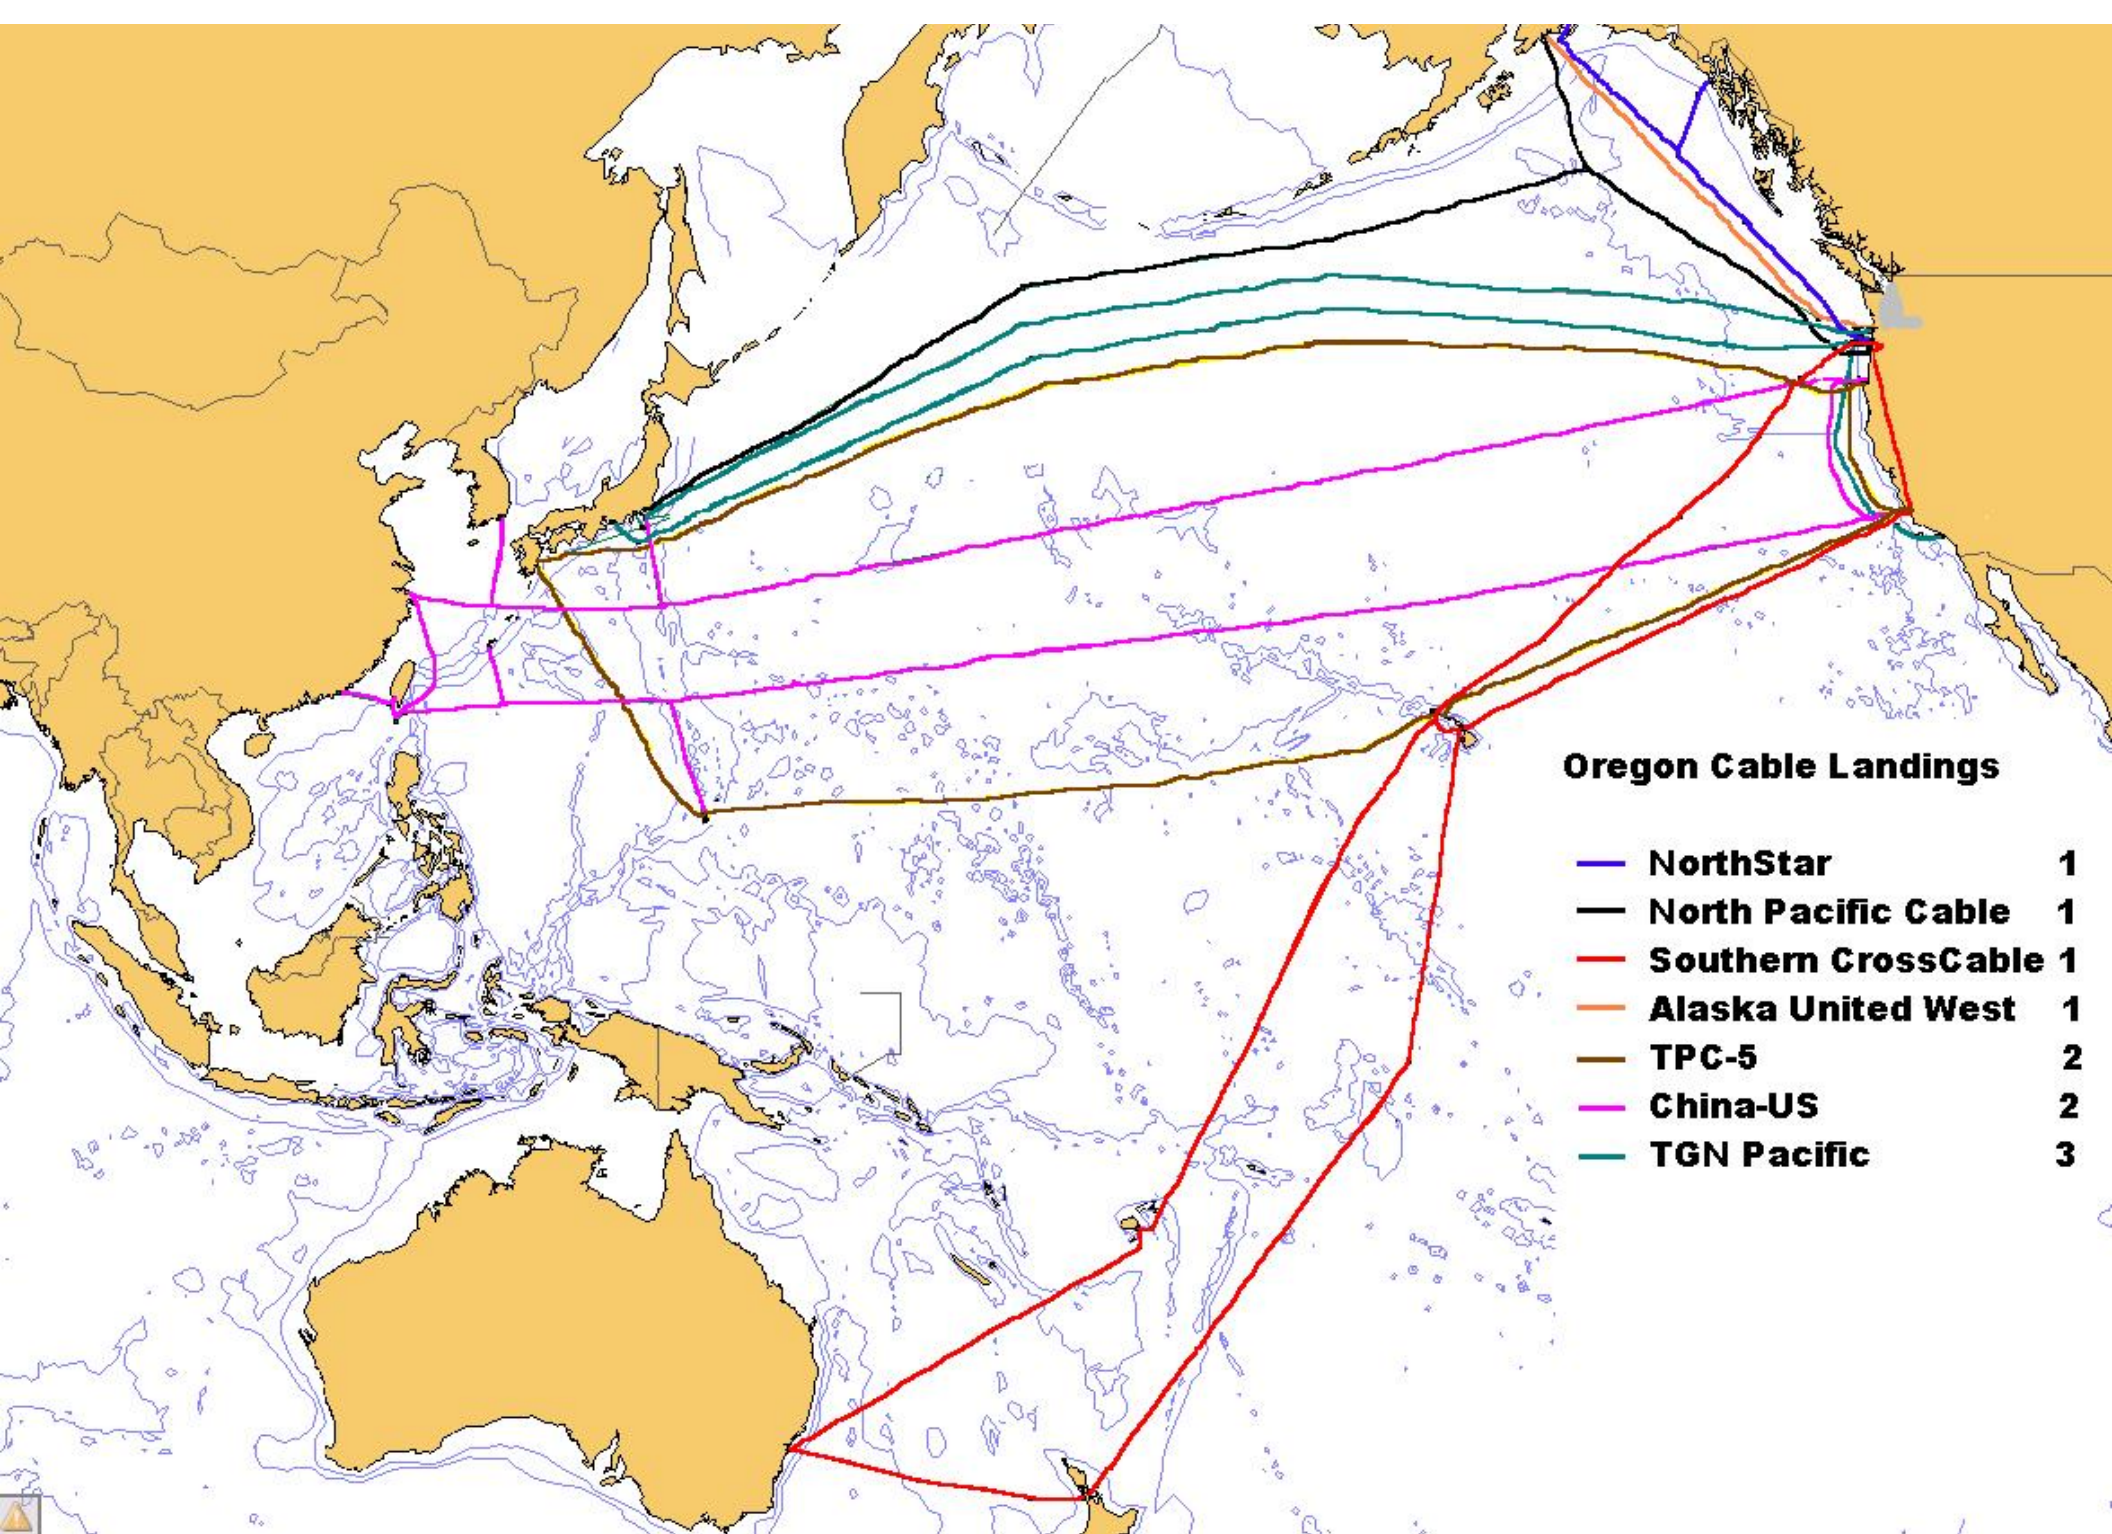 Oregon Cable Landings
NorthStar 1
North Pacific Cable 1
Southern CrossCable 1
Alaska United West 1
TPC-5 2
China-US 2
TGN Pacific 3